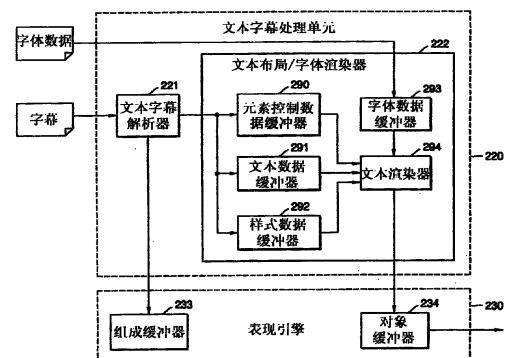 文本字幕处理单元
字体数据
222
文本布局/字体渲染器
221
290
293
字幕
文本字幕
解析器
元素控制数
据缓冲器
字体数据
缓冲器
291
294
文本数据
缓冲器
文本渲染器
220
292
样式数据
缓冲器
233
234
230
组成缓冲器
表现引擎
对象
缓冲器